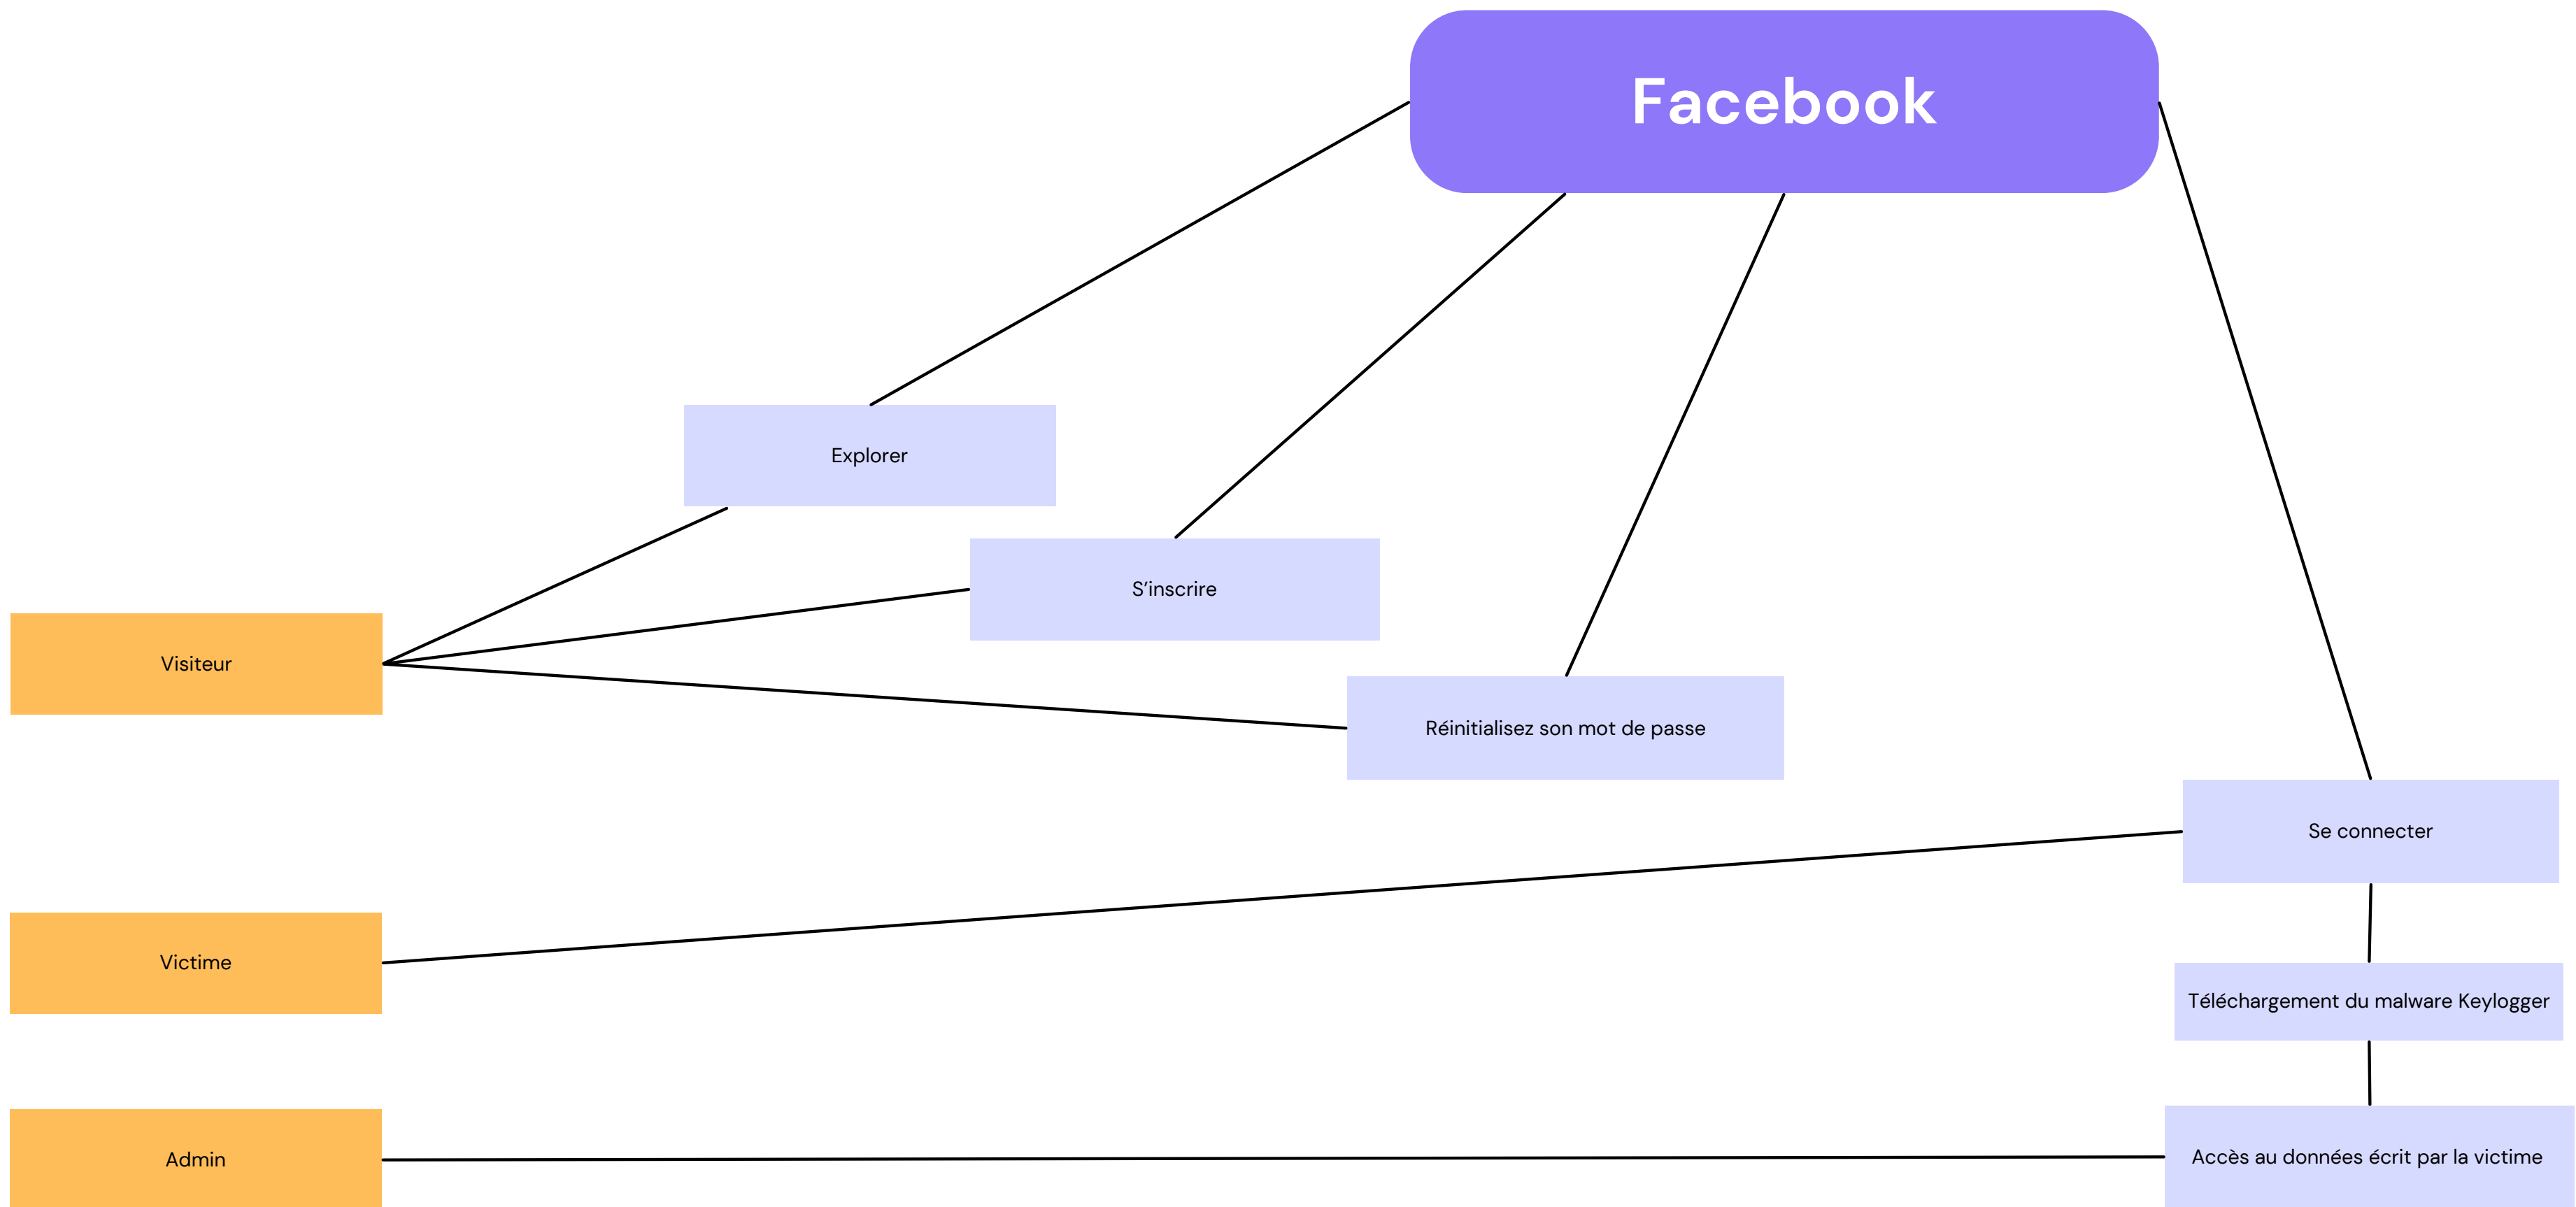 Facebook
Explorer
S’inscrire
Visiteur
Réinitialisez son mot de passe
Se connecter
Victime
Téléchargement du malware Keylogger
Admin
Accès au données écrit par la victime